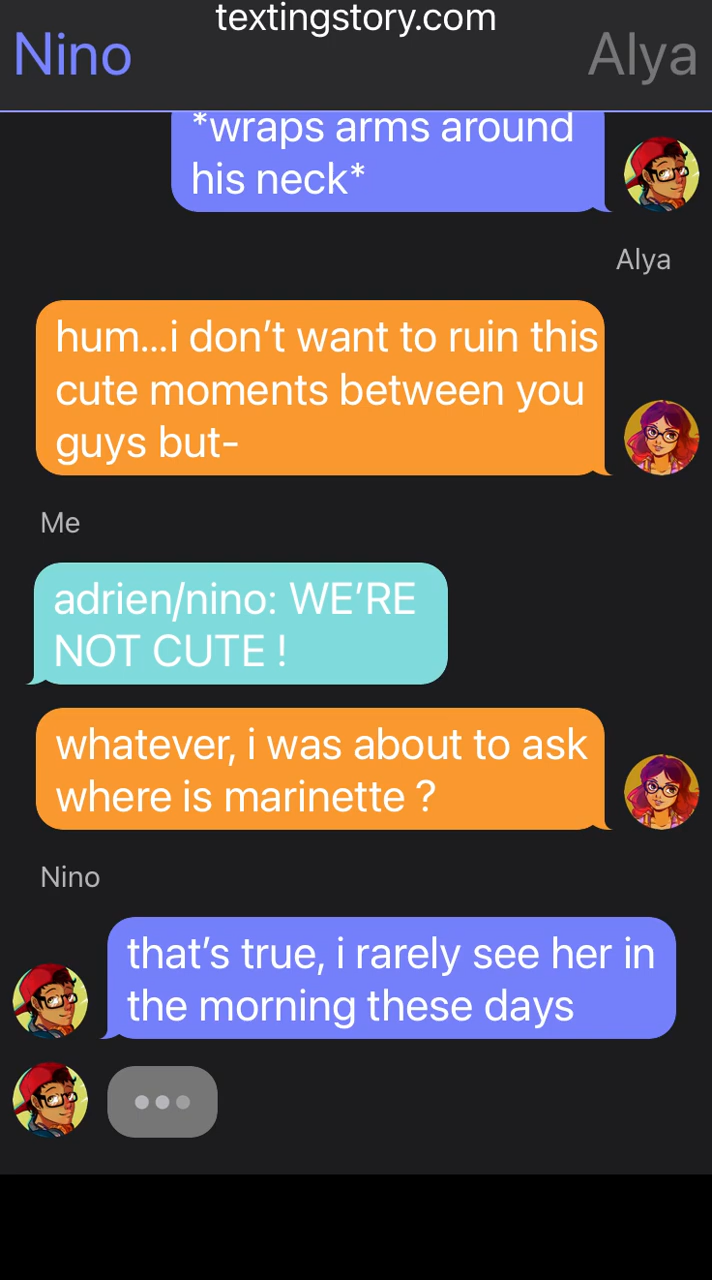 textingstory.com
Nino
Alya
*wraps arms around
his neck*
Alya
hum...i don’t want to ruin this
cute moments between you
guys but-
Me
adrien/nino: WE’RE
NOT CUTE !
whatever, i was about to ask
where is marinette ?
Nino
that’s true, i rarely see her in
the morning these days